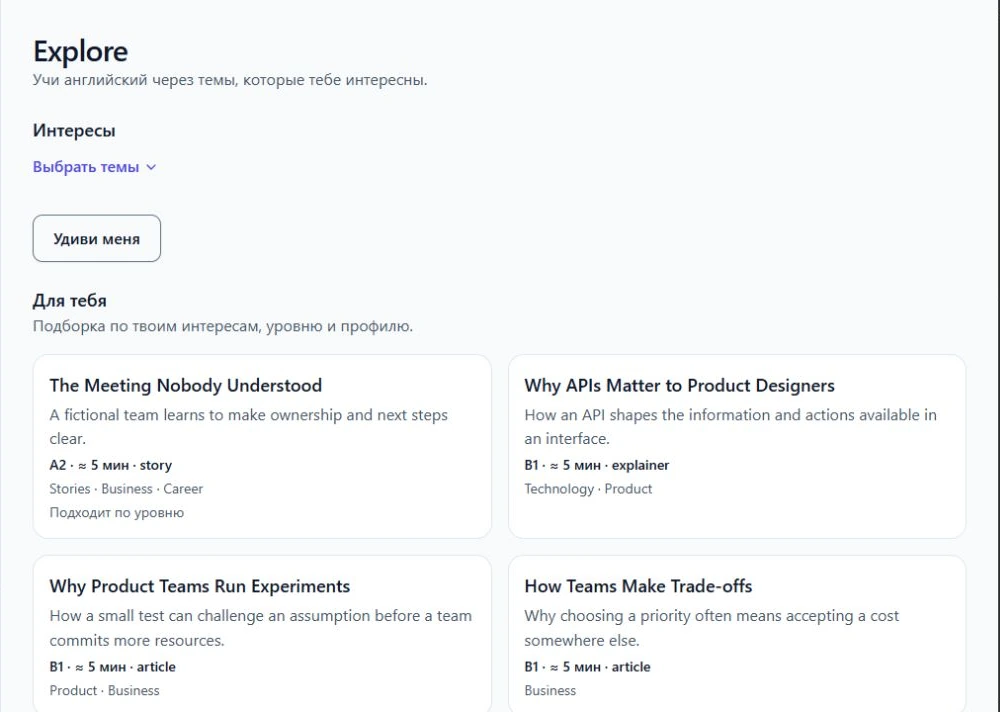 Explore
Учи английский через темы, которые тебе интересны.
Интересы
Выбрать темы
Удиви меня
Для тебя
Подборка по твоим интересам, уровню и профилю.
The Meeting Nobody Understood
A fictional team learns to make ownership and next steps
clear.
A2 · ≈ 5 мин · story
Stories · Business · Career
Подходит по уровню
Why APIs Matter to Product Designers
How an API shapes the information and actions available in
an interface.
B1 · ≈ 5 мин · explainer
Technology · Product
Why Product Teams Run Experiments
How a small test can challenge an assumption before a team
commits more resources.
B1 · ≈ 5 мин · article
Product · Business
How Teams Make Trade-offs
Why choosing a priority often means accepting a cost
somewhere else.
B1 · ≈ 5 мин · article
Business